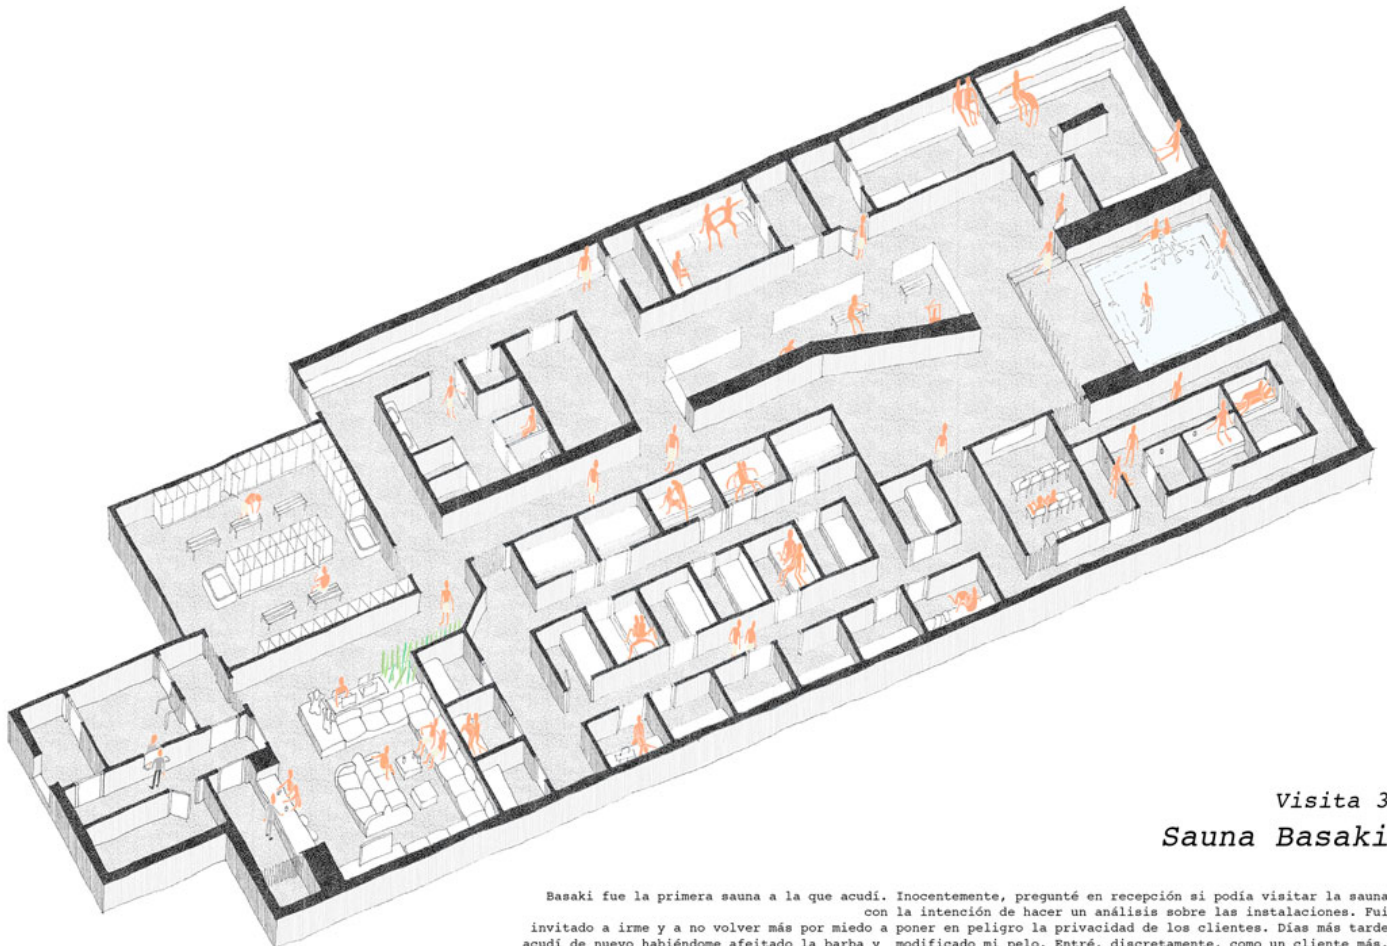 Visita 3
Sauna Basaki
Basaki fue la primera sauna a la que acudí. Inocentemente, pregunté en recepción si podía visitar la sauna
con la intención de hacer un análisis sobre las instalaciones. Fui
invitado a irme y a no volver más por miedo a poner en peligro la privacidad de los clientes. Días más tarde
acudí de nuevo habiéndome afeitado la barba y modificado mi pelo. Entré, discretamente, como un cliente más